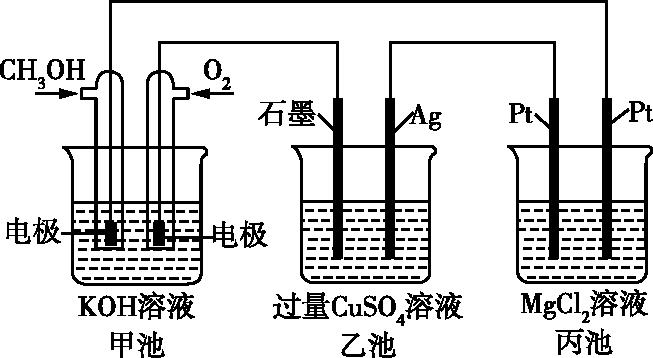 CH₃OH
O₂
石墨
Ag
Pt
Pt
电极
电极
KOH溶液
过量CuSO₄溶液
MgCl₂溶液
甲池
乙池
丙池